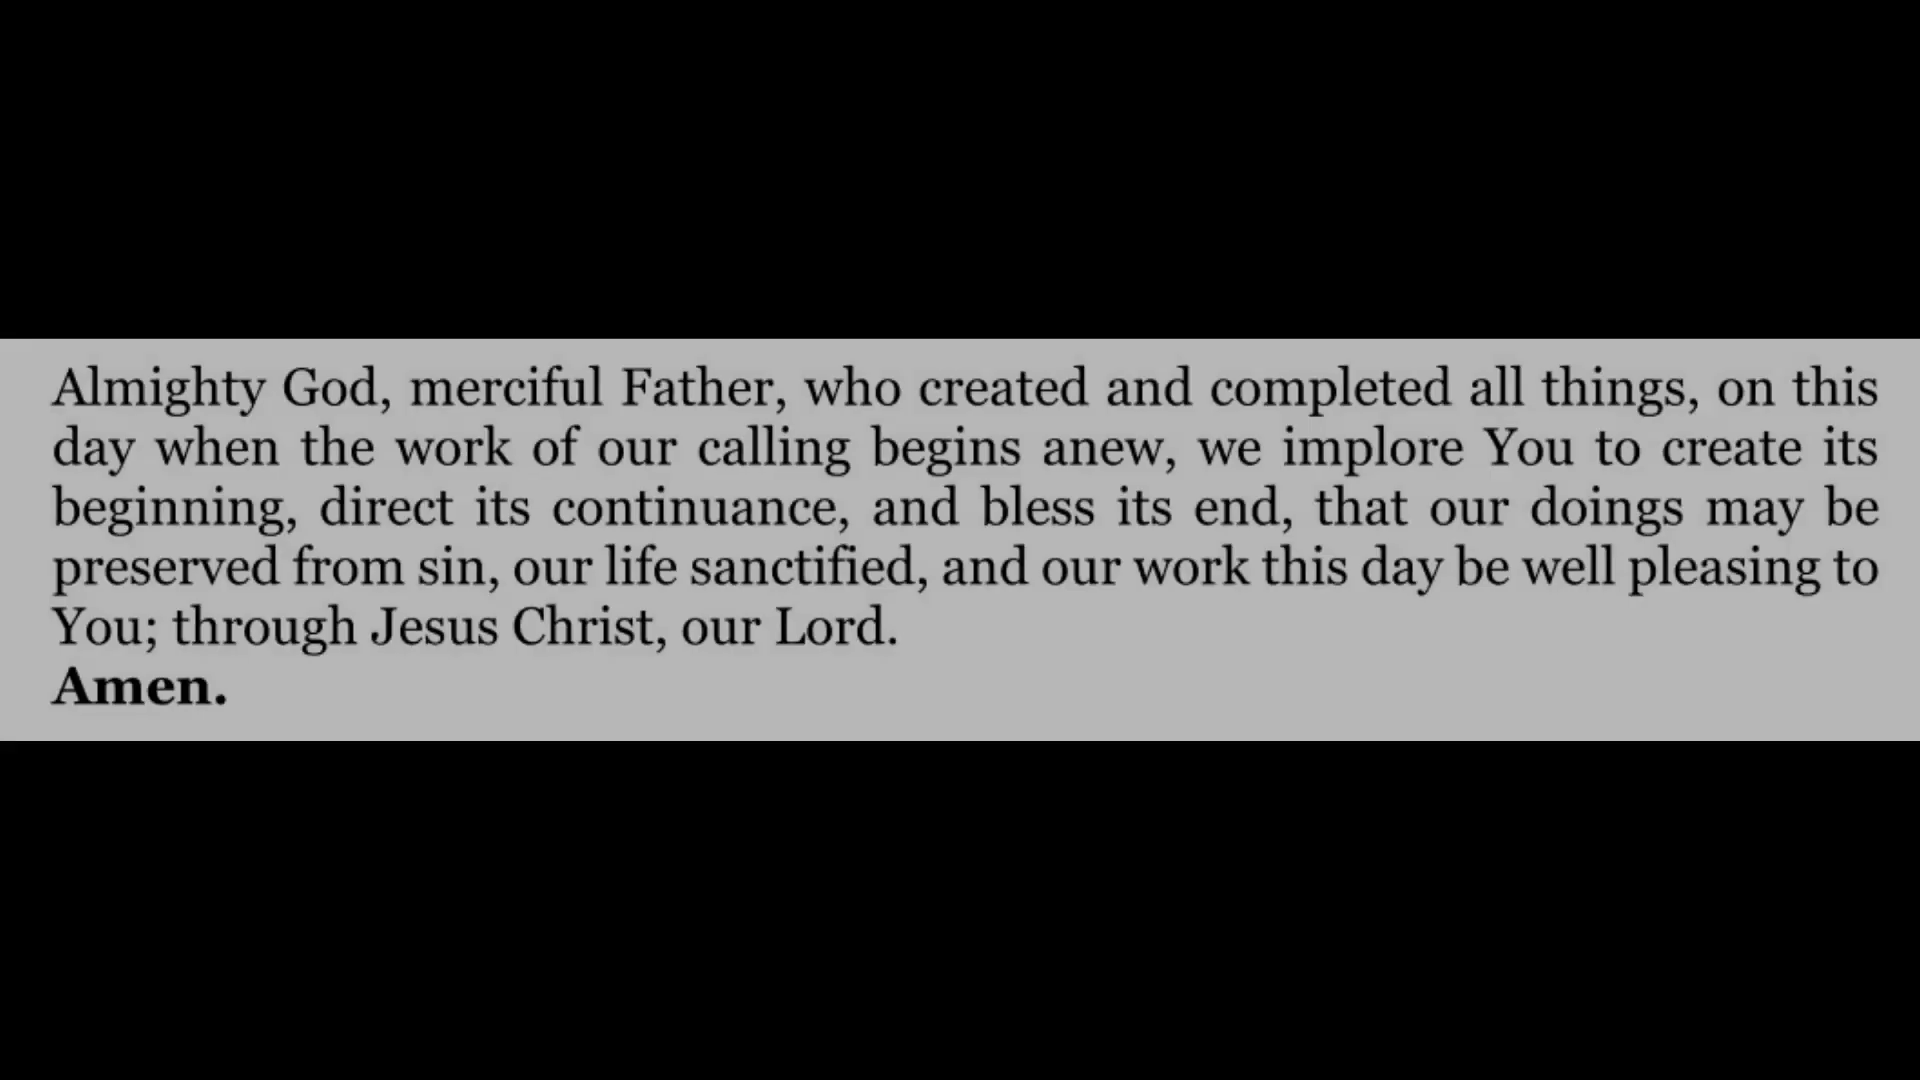 Almighty God, merciful Father, who created and completed all things, on this
day when the work of our calling begins anew, we implore You to create its
beginning, direct its continuance, and bless its end, that our doings may be
preserved from sin, our life sanctified, and our work this day be well pleasing to
You; through Jesus Christ, our Lord.
Amen.